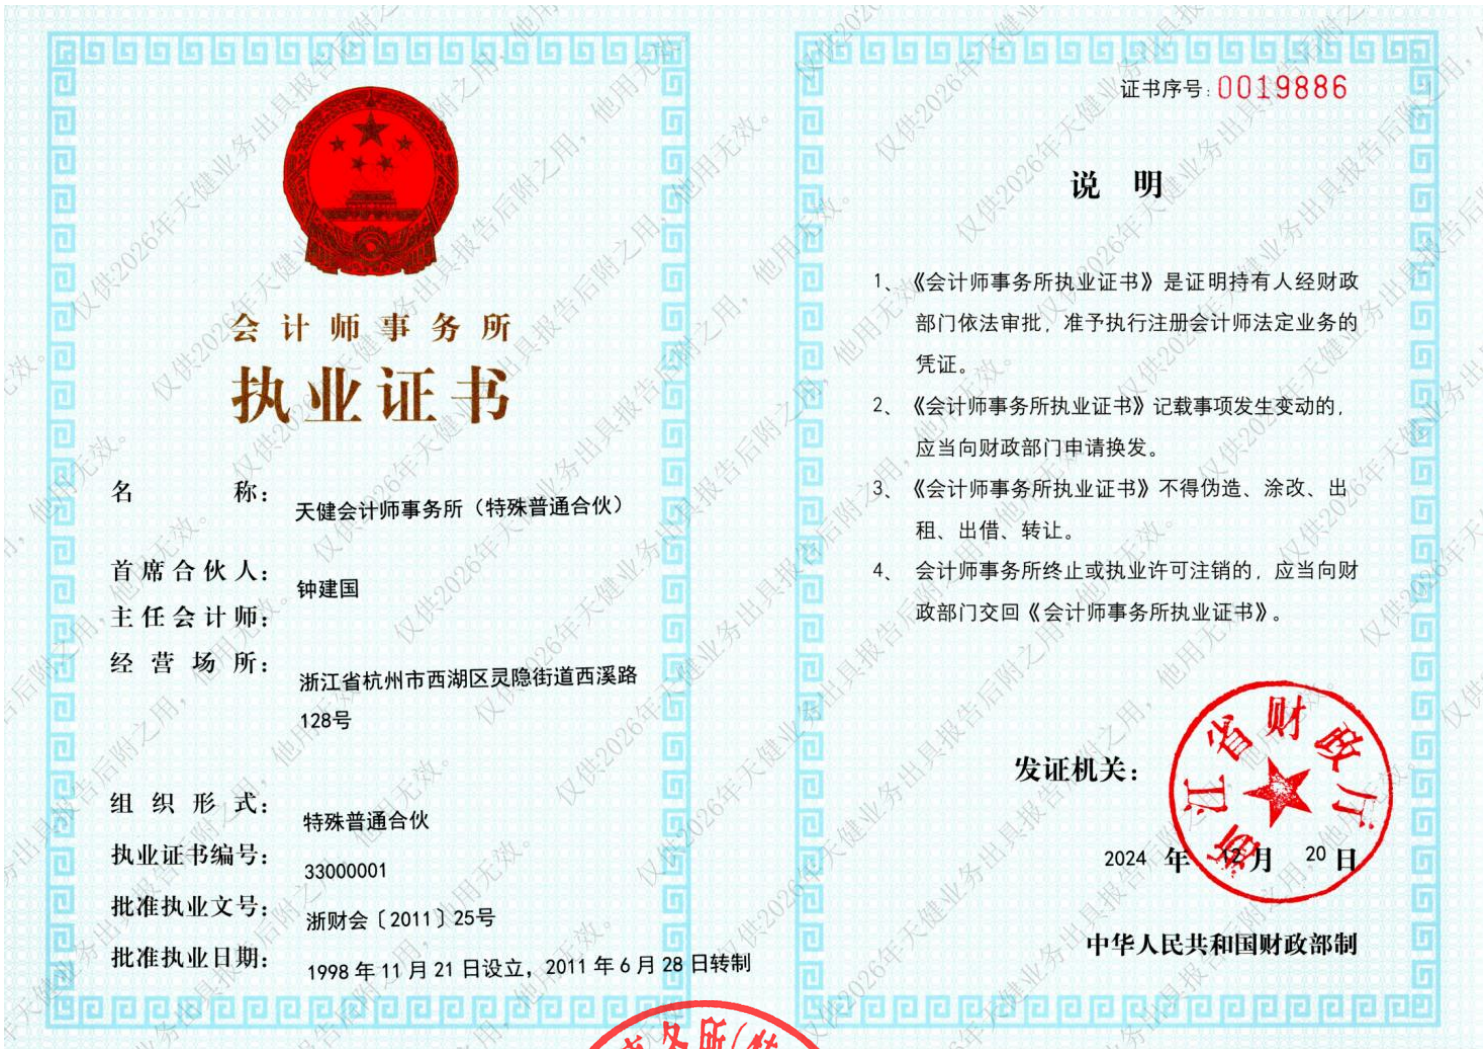 会计师事务所
执业证书
名称：
天健会计师事务所（特殊普通合伙）
首席合伙人：
钟建国
主任会计师：
经营场所：
浙江省杭州市西湖区灵隐街道西溪路
128号
组织形式：
特殊普通合伙
执业证书编号：
33000001
批准执业文号：
浙财会〔2011〕25号
批准执业日期：
1998年11月21日设立，2011年6月28日转制
证书序号：0019886
说明
1、《会计师事务所执业证书》是证明持有人经财政
部门依法审批，准予执行注册会计师法定业务的
凭证。
2、《会计师事务所执业证书》记载事项发生变动的，
应当向财政部门申请换发。
3、《会计师事务所执业证书》不得伪造、涂改、出
租、出借、转让。
4、会计师事务所终止或执业许可注销的，应当向财
政部门交回《会计师事务所执业证书》。
发证机关：
浙江省财政厅
2024年12月20日
中华人民共和国财政部制
务所(特
仅供2026年天健业务出具报告后附之用，他用无效。